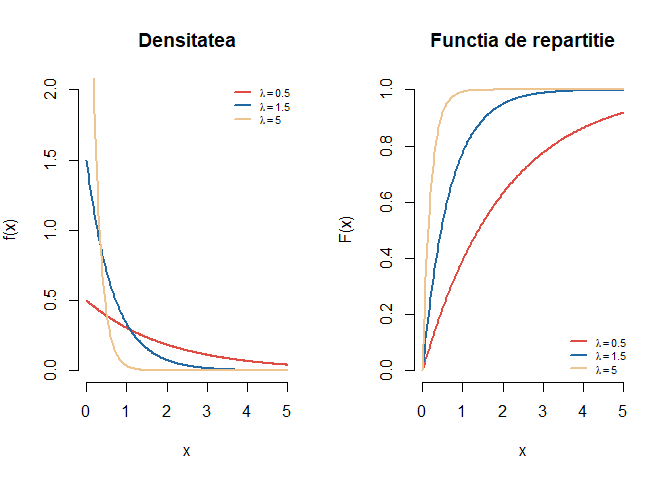 Densitatea
f(x)
2.0
1.5
1.0
0.5
0.0
λ = 0.5
λ = 1.5
λ = 5
0 1 2 3 4 5
x
Functia de repartitie
F(x)
1.0
0.8
0.6
0.4
0.2
0.0
λ = 0.5
λ = 1.5
λ = 5
0 1 2 3 4 5
x